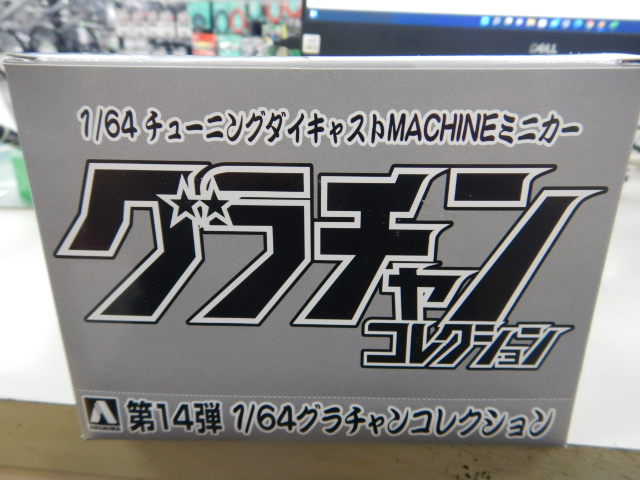 DELL
1/64 チューニングダイキャストMACHINEミニカー
グラチャン
コレクション
第14弾 1/64グラチャンコレクション